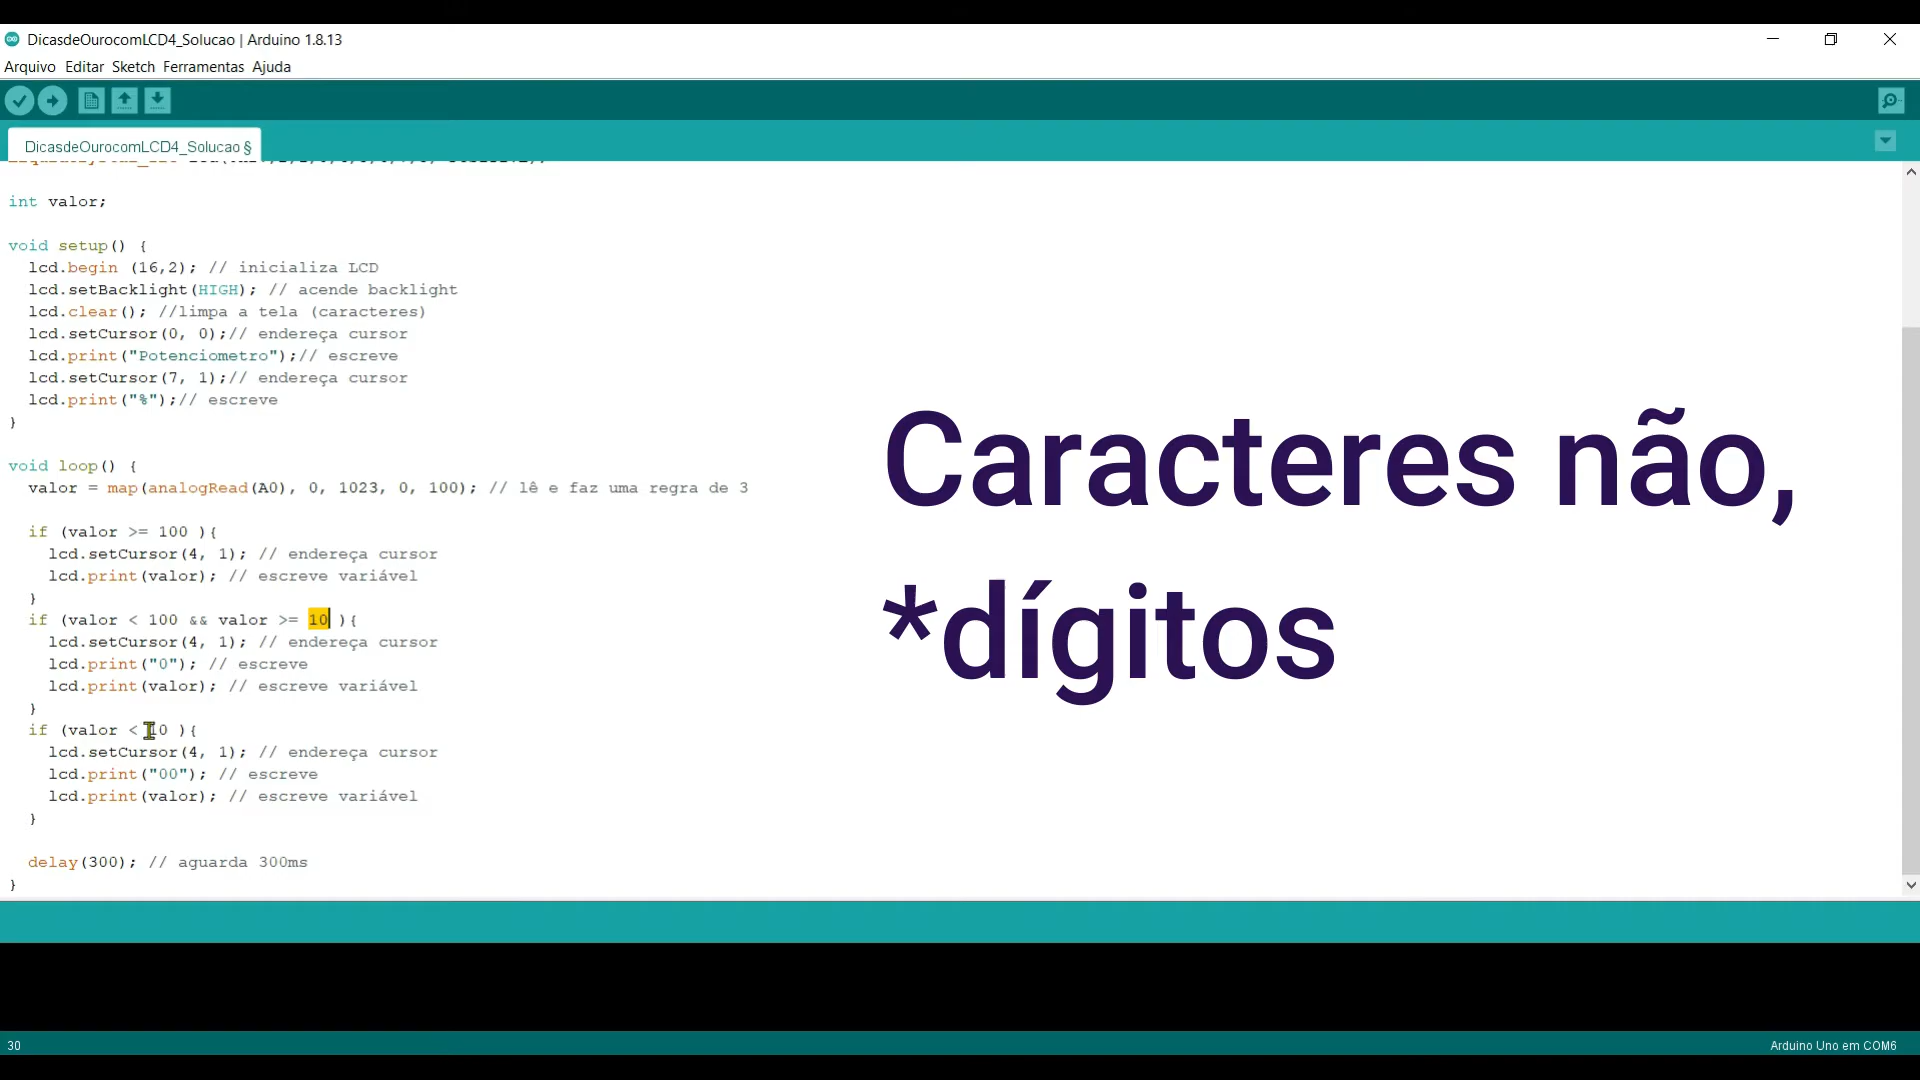 DicasdeOurocomLCD4_Solucao | Arduino 1.8.13
Arquivo Editar Sketch Ferramentas Ajuda
DicasdeOurocomLCD4_Solucao §
int valor;
void setup() {
lcd.begin (16,2); // inicializa LCD
lcd.setBacklight(HIGH); // acende backlight
lcd.clear(); //limpa a tela (caracteres)
lcd.setCursor(0, 0);// endereça cursor
lcd.print("Potenciometro");// escreve
lcd.setCursor(7, 1);// endereça cursor
lcd.print("%");// escreve
}
void loop() {
valor = map(analogRead(A0), 0, 1023, 0, 100); // lê e faz uma regra de 3
if (valor >= 100 ){
lcd.setCursor(4, 1); // endereça cursor
lcd.print(valor); // escreve variável
}
if (valor < 100 && valor >= 10 ){
lcd.setCursor(4, 1); // endereça cursor
lcd.print("0"); // escreve
lcd.print(valor); // escreve variável
}
if (valor < 10 ){
lcd.setCursor(4, 1); // endereça cursor
lcd.print("00"); // escreve
lcd.print(valor); // escreve variável
}
delay(300); // aguarda 300ms
}
Caracteres não,
*dígitos
30
Arduino Uno em COM6